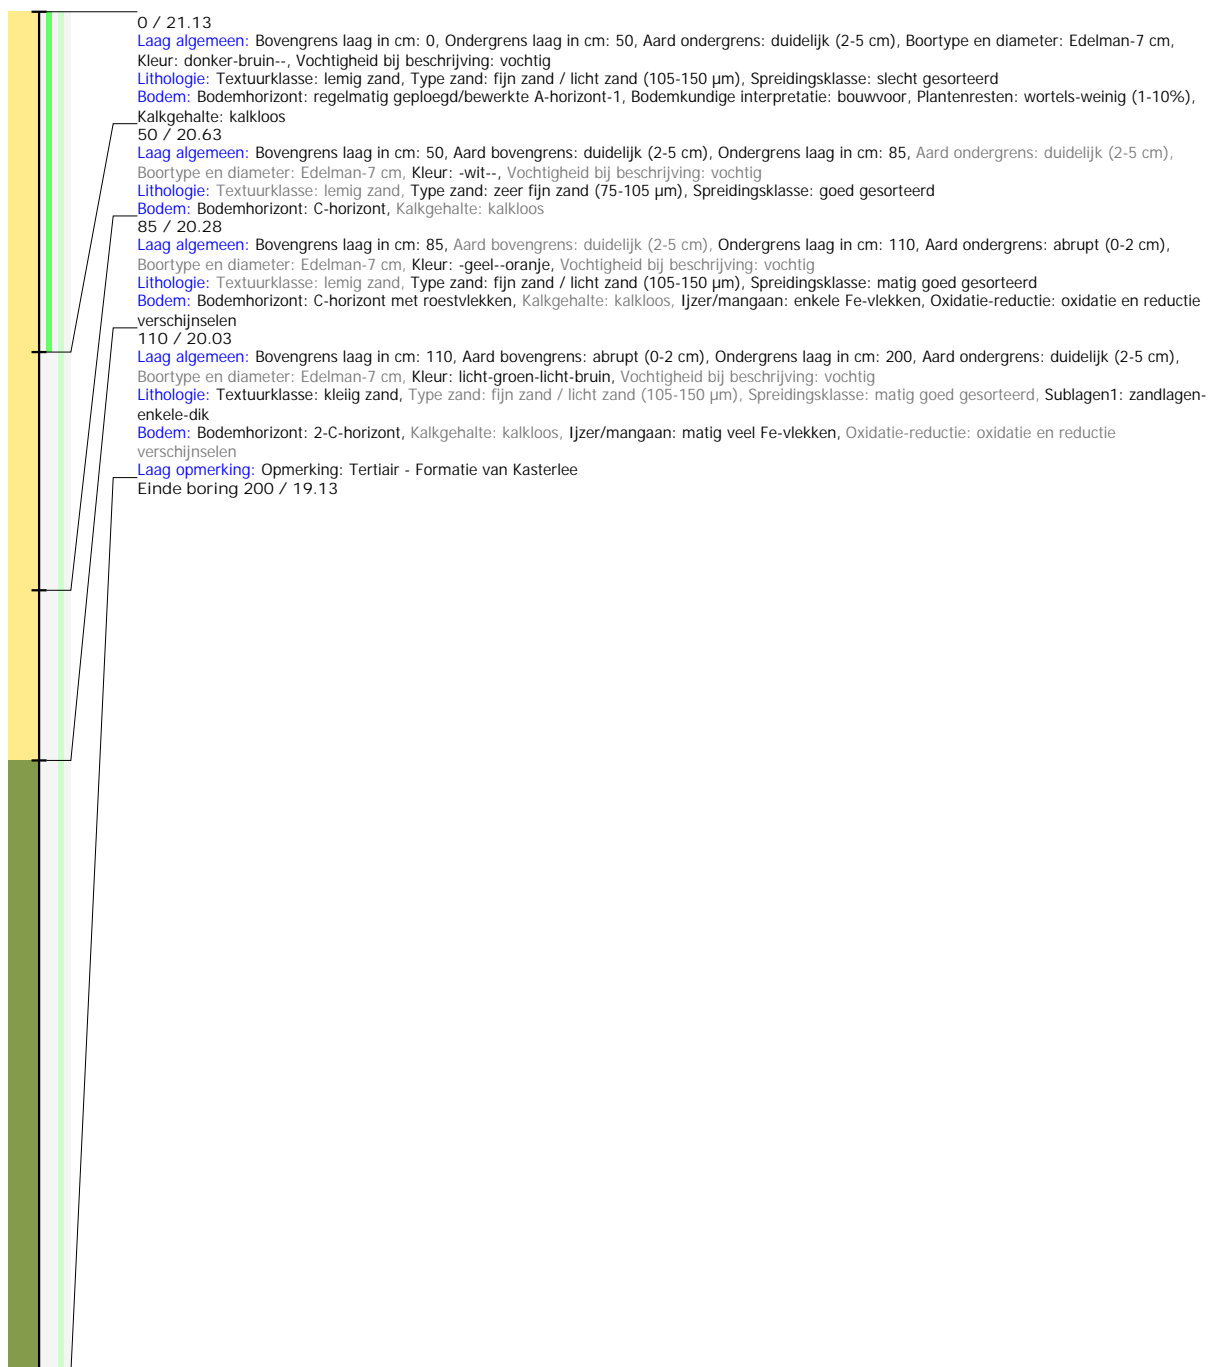 0 / 21.13
Laag algemeen: Bovengrens laag in cm: 0, Ondergrens laag in cm: 50, Aard ondergrens: duidelijk (2-5 cm), Boortype en diameter: Edelman-7 cm,
Kleur: donker-bruin--, Vochtigheid bij beschrijving: vochtig
Lithologie: Textuurklasse: lemig zand, Type zand: fijn zand / licht zand (105-150 µm), Spreidingsklasse: slecht gesorteerd
Bodem: Bodemhorizont: regelmatig geploegd/bewerkte A-horizont-1, Bodemkundige interpretatie: bouwvoor, Plantenresten: wortels-weinig (1-10%),
Kalkgehalte: kalkloos
50 / 20.63
Laag algemeen: Bovengrens laag in cm: 50, Aard bovengrens: duidelijk (2-5 cm), Ondergrens laag in cm: 85, Aard ondergrens: duidelijk (2-5 cm),
Boortype en diameter: Edelman-7 cm, Kleur: -wit--, Vochtigheid bij beschrijving: vochtig
Lithologie: Textuurklasse: lemig zand, Type zand: zeer fijn zand (75-105 µm), Spreidingsklasse: goed gesorteerd
Bodem: Bodemhorizont: C-horizont, Kalkgehalte: kalkloos
85 / 20.28
Laag algemeen: Bovengrens laag in cm: 85, Aard bovengrens: duidelijk (2-5 cm), Ondergrens laag in cm: 110, Aard ondergrens: abrupt (0-2 cm),
Boortype en diameter: Edelman-7 cm, Kleur: -geel--oranje, Vochtigheid bij beschrijving: vochtig
Lithologie: Textuurklasse: lemig zand, Type zand: fijn zand / licht zand (105-150 µm), Spreidingsklasse: matig goed gesorteerd
Bodem: Bodemhorizont: C-horizont met roestvlekken, Kalkgehalte: kalkloos, Ijzer/mangaan: enkele Fe-vlekken, Oxidatie-reductie: oxidatie en reductie
verschijnselen
110 / 20.03
Laag algemeen: Bovengrens laag in cm: 110, Aard bovengrens: abrupt (0-2 cm), Ondergrens laag in cm: 200, Aard ondergrens: duidelijk (2-5 cm),
Boortype en diameter: Edelman-7 cm, Kleur: licht-groen-licht-bruin, Vochtigheid bij beschrijving: vochtig
Lithologie: Textuurklasse: kleiig zand, Type zand: fijn zand / licht zand (105-150 µm), Spreidingsklasse: matig goed gesorteerd, Sublagen1: zandlagen-
enkele-dik
Bodem: Bodemhorizont: 2-C-horizont, Kalkgehalte: kalkloos, Ijzer/mangaan: matig veel Fe-vlekken, Oxidatie-reductie: oxidatie en reductie
verschijnselen
Laag opmerking: Opmerking: Tertiair - Formatie van Kasterlee
Einde boring 200 / 19.13